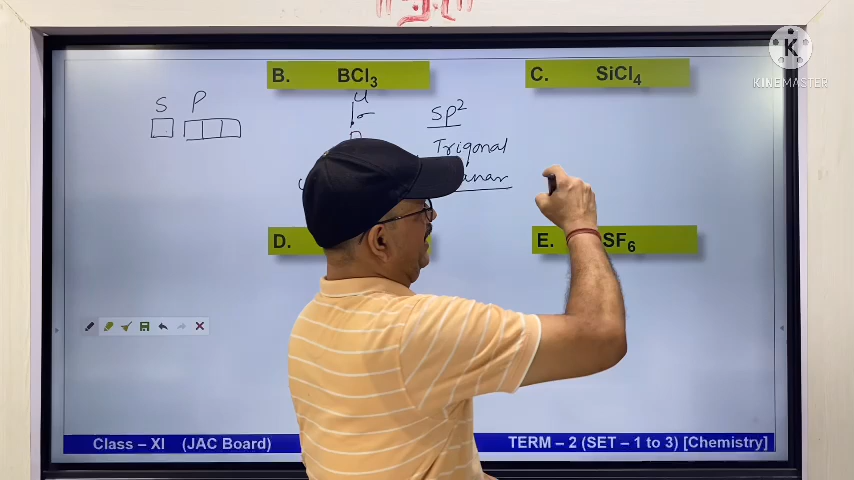 B. BCl3
C. SiCl4
KINEMASTER
S P
σ
sp2
Trigonal
D.
E. SF6
Class – XI (JAC Board)
TERM – 2 (SET – 1 to 3) [Chemistry]